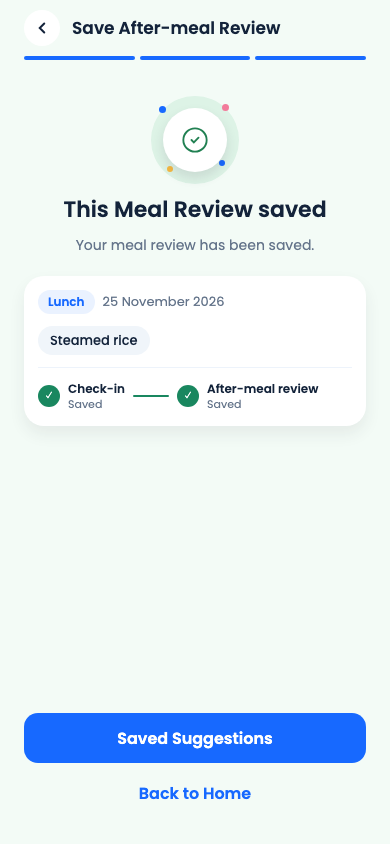 Save After-meal Review
This Meal Review saved
Your meal review has been saved.
Lunch 25 November 2026
Steamed rice
Check-in
Saved
After-meal review
Saved
Saved Suggestions
Back to Home